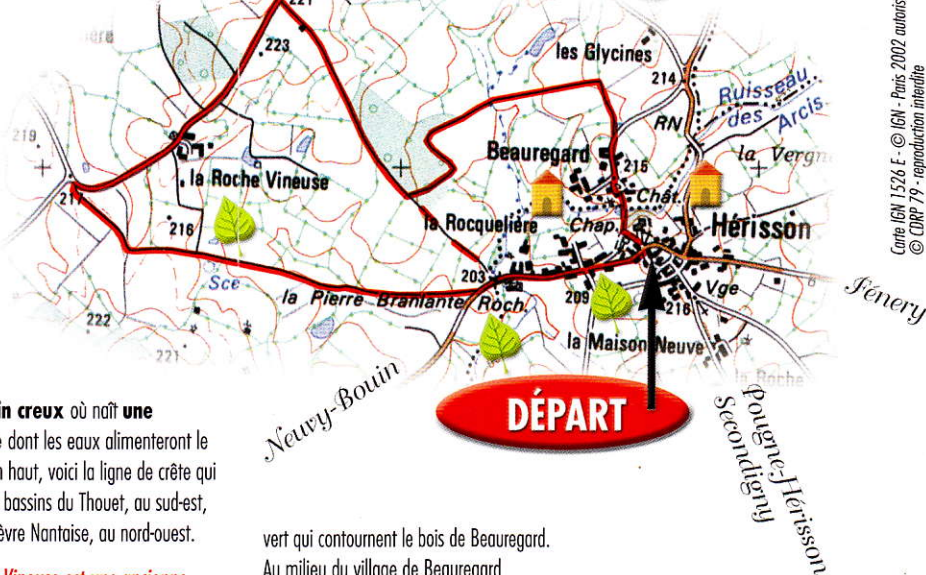 221
223
les Glycines
214
Ruisseau
des Arcis
RN
219
Beauregard
215
la Vergn
la Roche Vineuse
217
Chât.
216
la Rocquelière
Chap.
Hérisson
Sce
203
la Pierre Branlante Roch.
209
Vge
218
222
la Maison Neuve
221
la Roche
Fénery
Neuvy-Bouin
DÉPART
Pougne-Hérisson
Secondigny
Carte IGN 1526 E - © IGN - Paris 2002 autoris
© CDRP 79 - reproduction interdite
in creux où naît une
dont les eaux alimenteront le
n haut, voici la ligne de crête qui
bassins du Thouet, au sud-est,
èvre Nantaise, au nord-ouest.
Vineuse est une ancienne
vert qui contournent le bois de Beauregard.
Au milieu du village de Beauregard